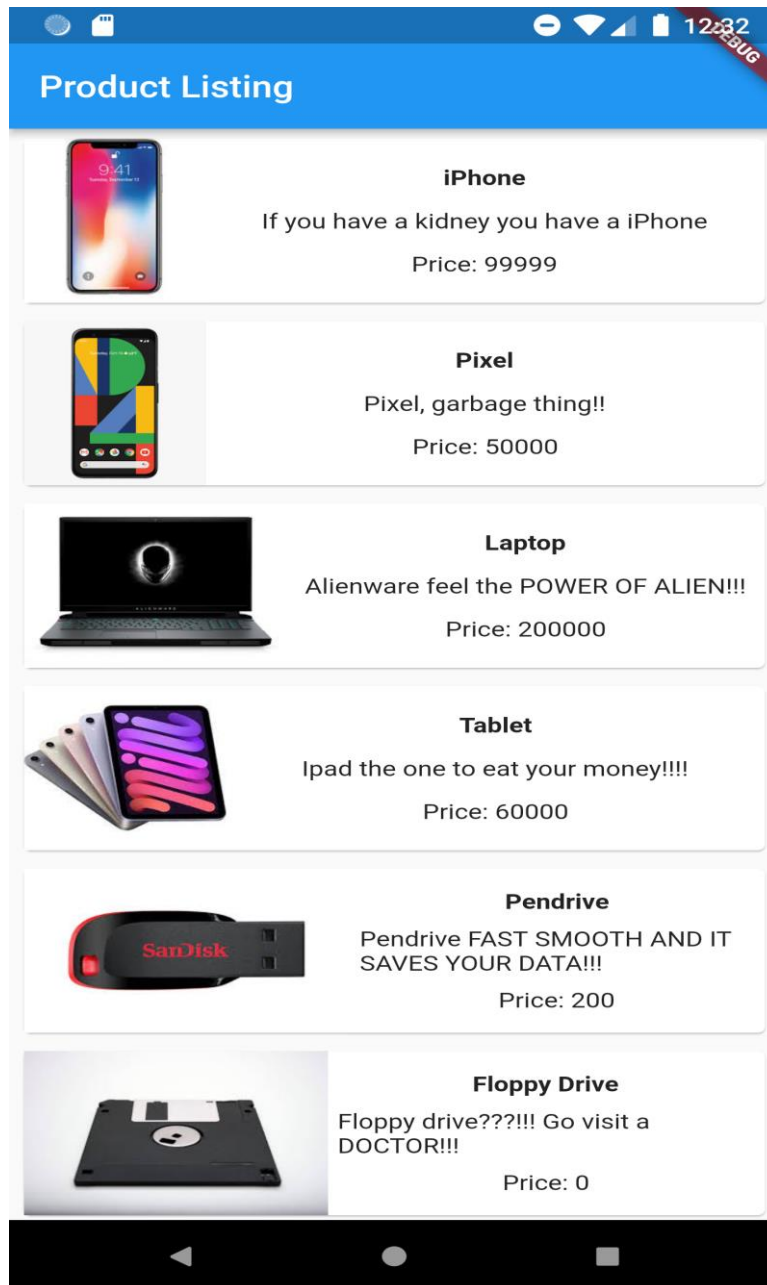 12:32
DEBUG
Product Listing
9:41
iPhone
If you have a kidney you have a iPhone
Price: 99999
Pixel
Pixel, garbage thing!!
Price: 50000
ALIENWARE
Laptop
Alienware feel the POWER OF ALIEN!!!
Price: 200000
Tablet
Ipad the one to eat your money!!!!
Price: 60000
SanDisk
Pendrive
Pendrive FAST SMOOTH AND IT
SAVES YOUR DATA!!!
Price: 200
Floppy Drive
Floppy drive???!!! Go visit a
DOCTOR!!!
Price: 0